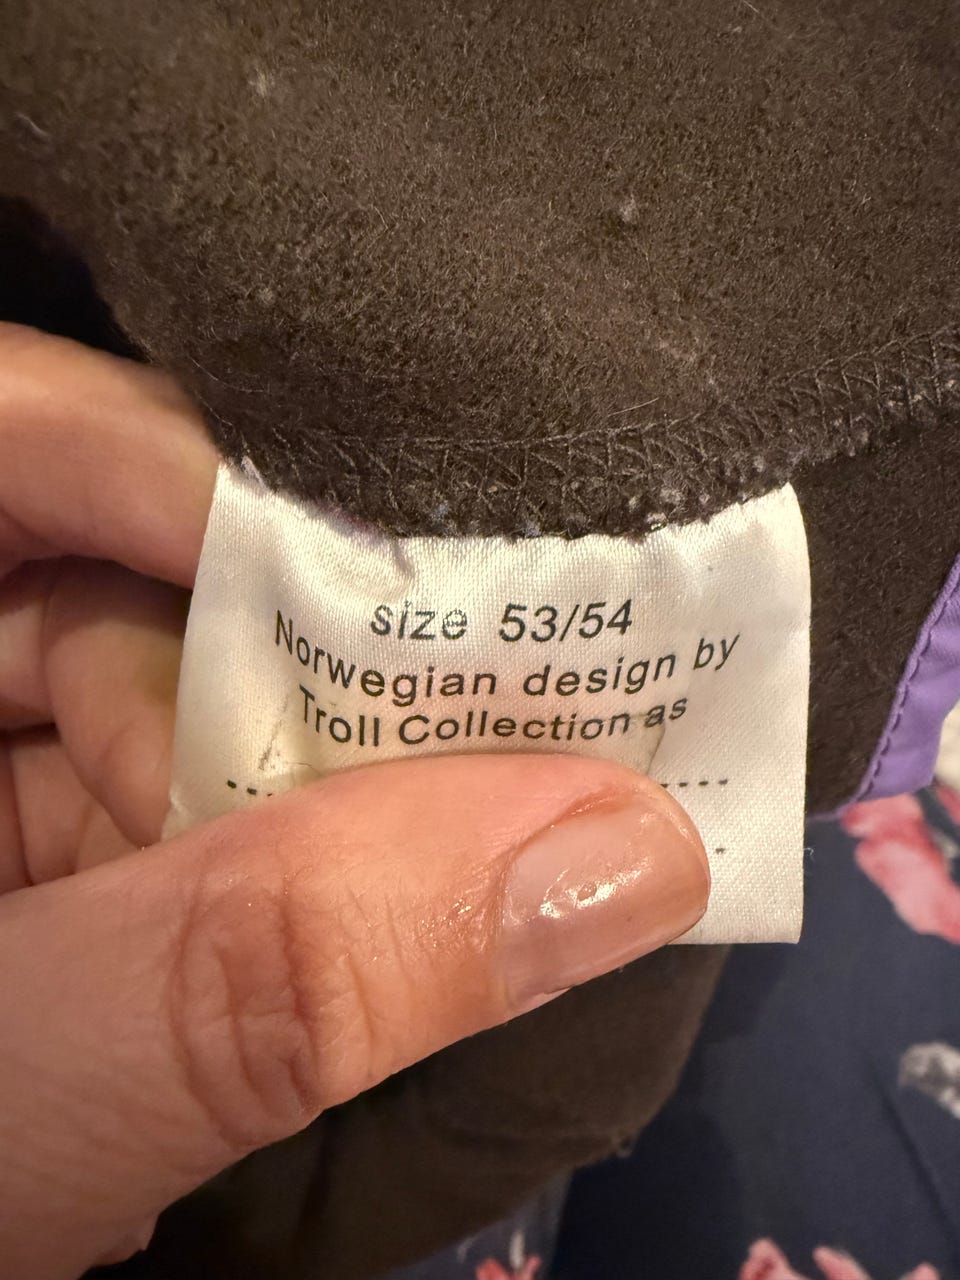 size 53/54
Norwegian design by
Troll Collection as